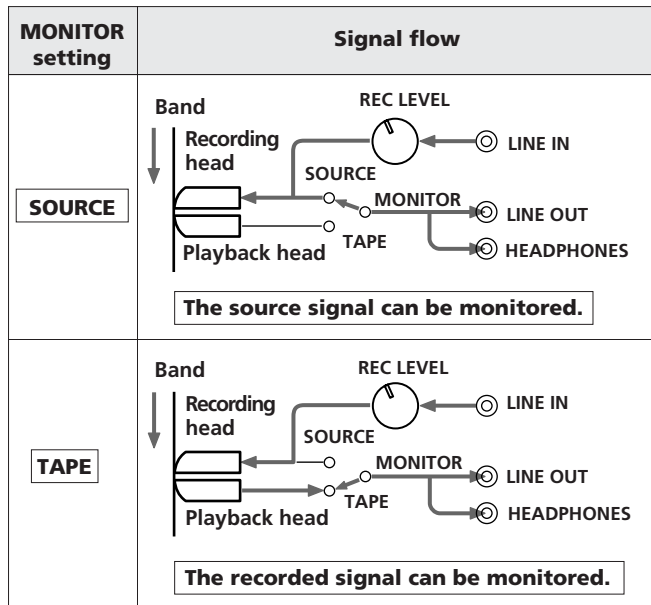 MONITOR
setting
Signal flow
SOURCE
Band
REC LEVEL
Recording
head
LINE IN
SOURCE
MONITOR
LINE OUT
TAPE
Playback head
HEADPHONES
The source signal can be monitored.
TAPE
Band
REC LEVEL
Recording
head
LINE IN
SOURCE
MONITOR
LINE OUT
TAPE
Playback head
HEADPHONES
The recorded signal can be monitored.